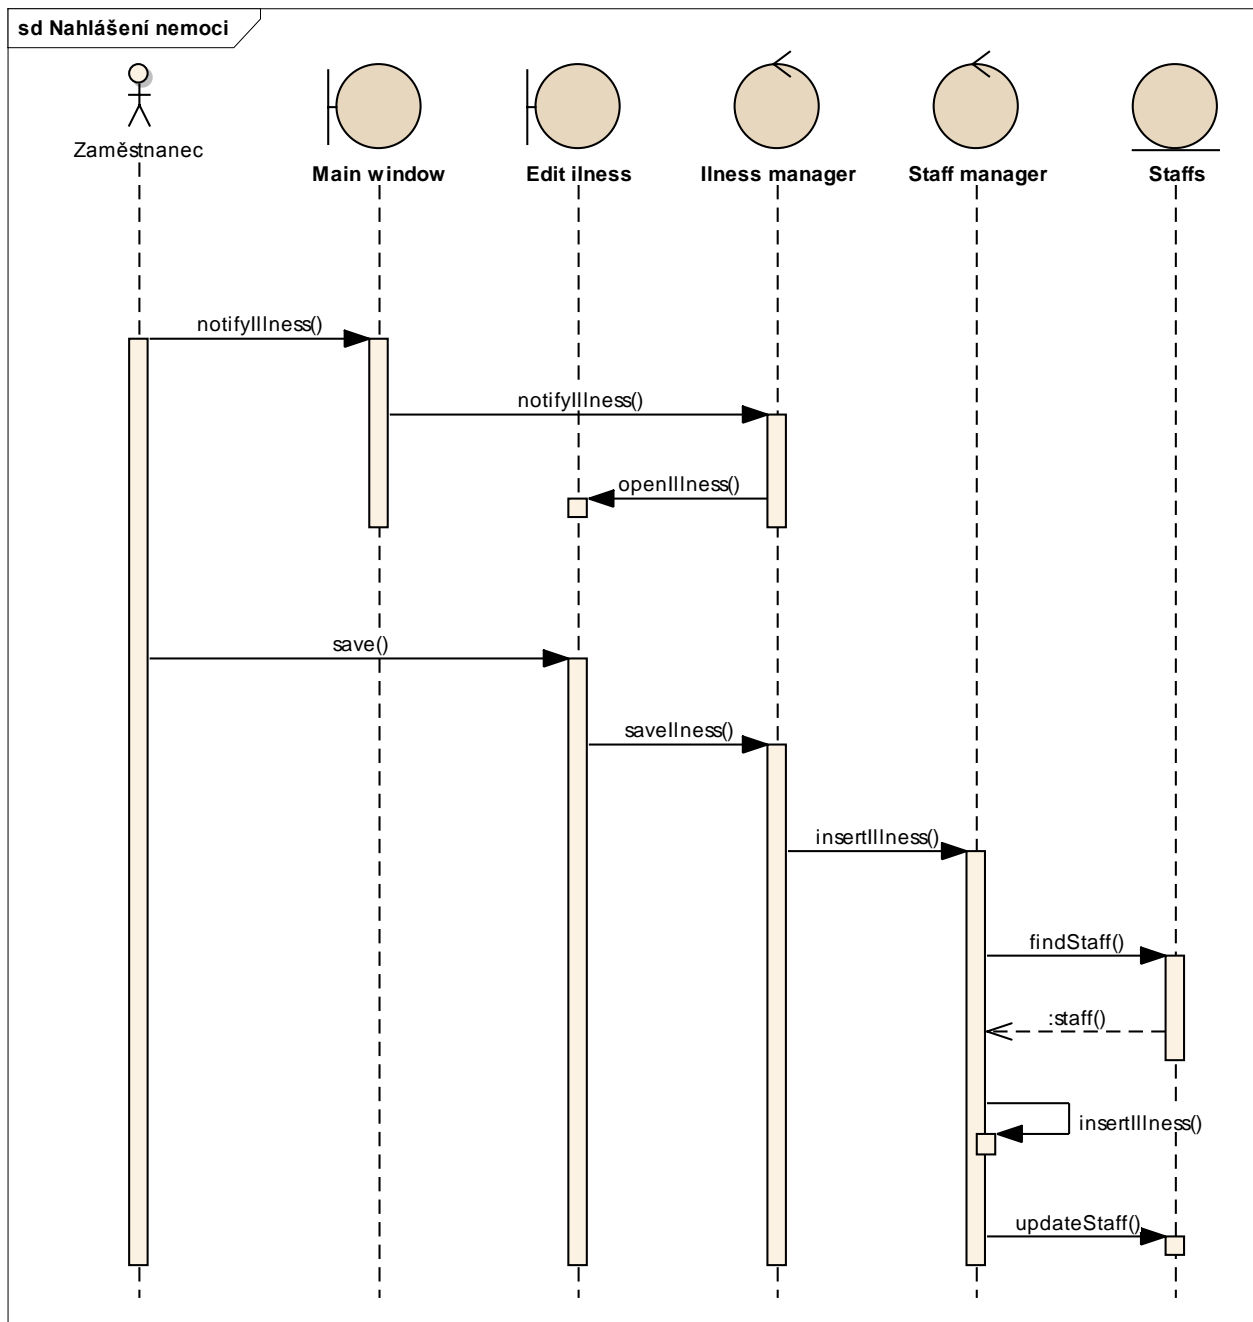 sd Nahlášení nemoci
Zaměstnanec
Main window
Edit ilness
Ilness manager
Staff manager
Staffs
notifyIllness()
notifyIllness()
openIllness()
save()
saveIlness()
insertIllness()
findStaff()
:staff()
insertIllness()
updateStaff()